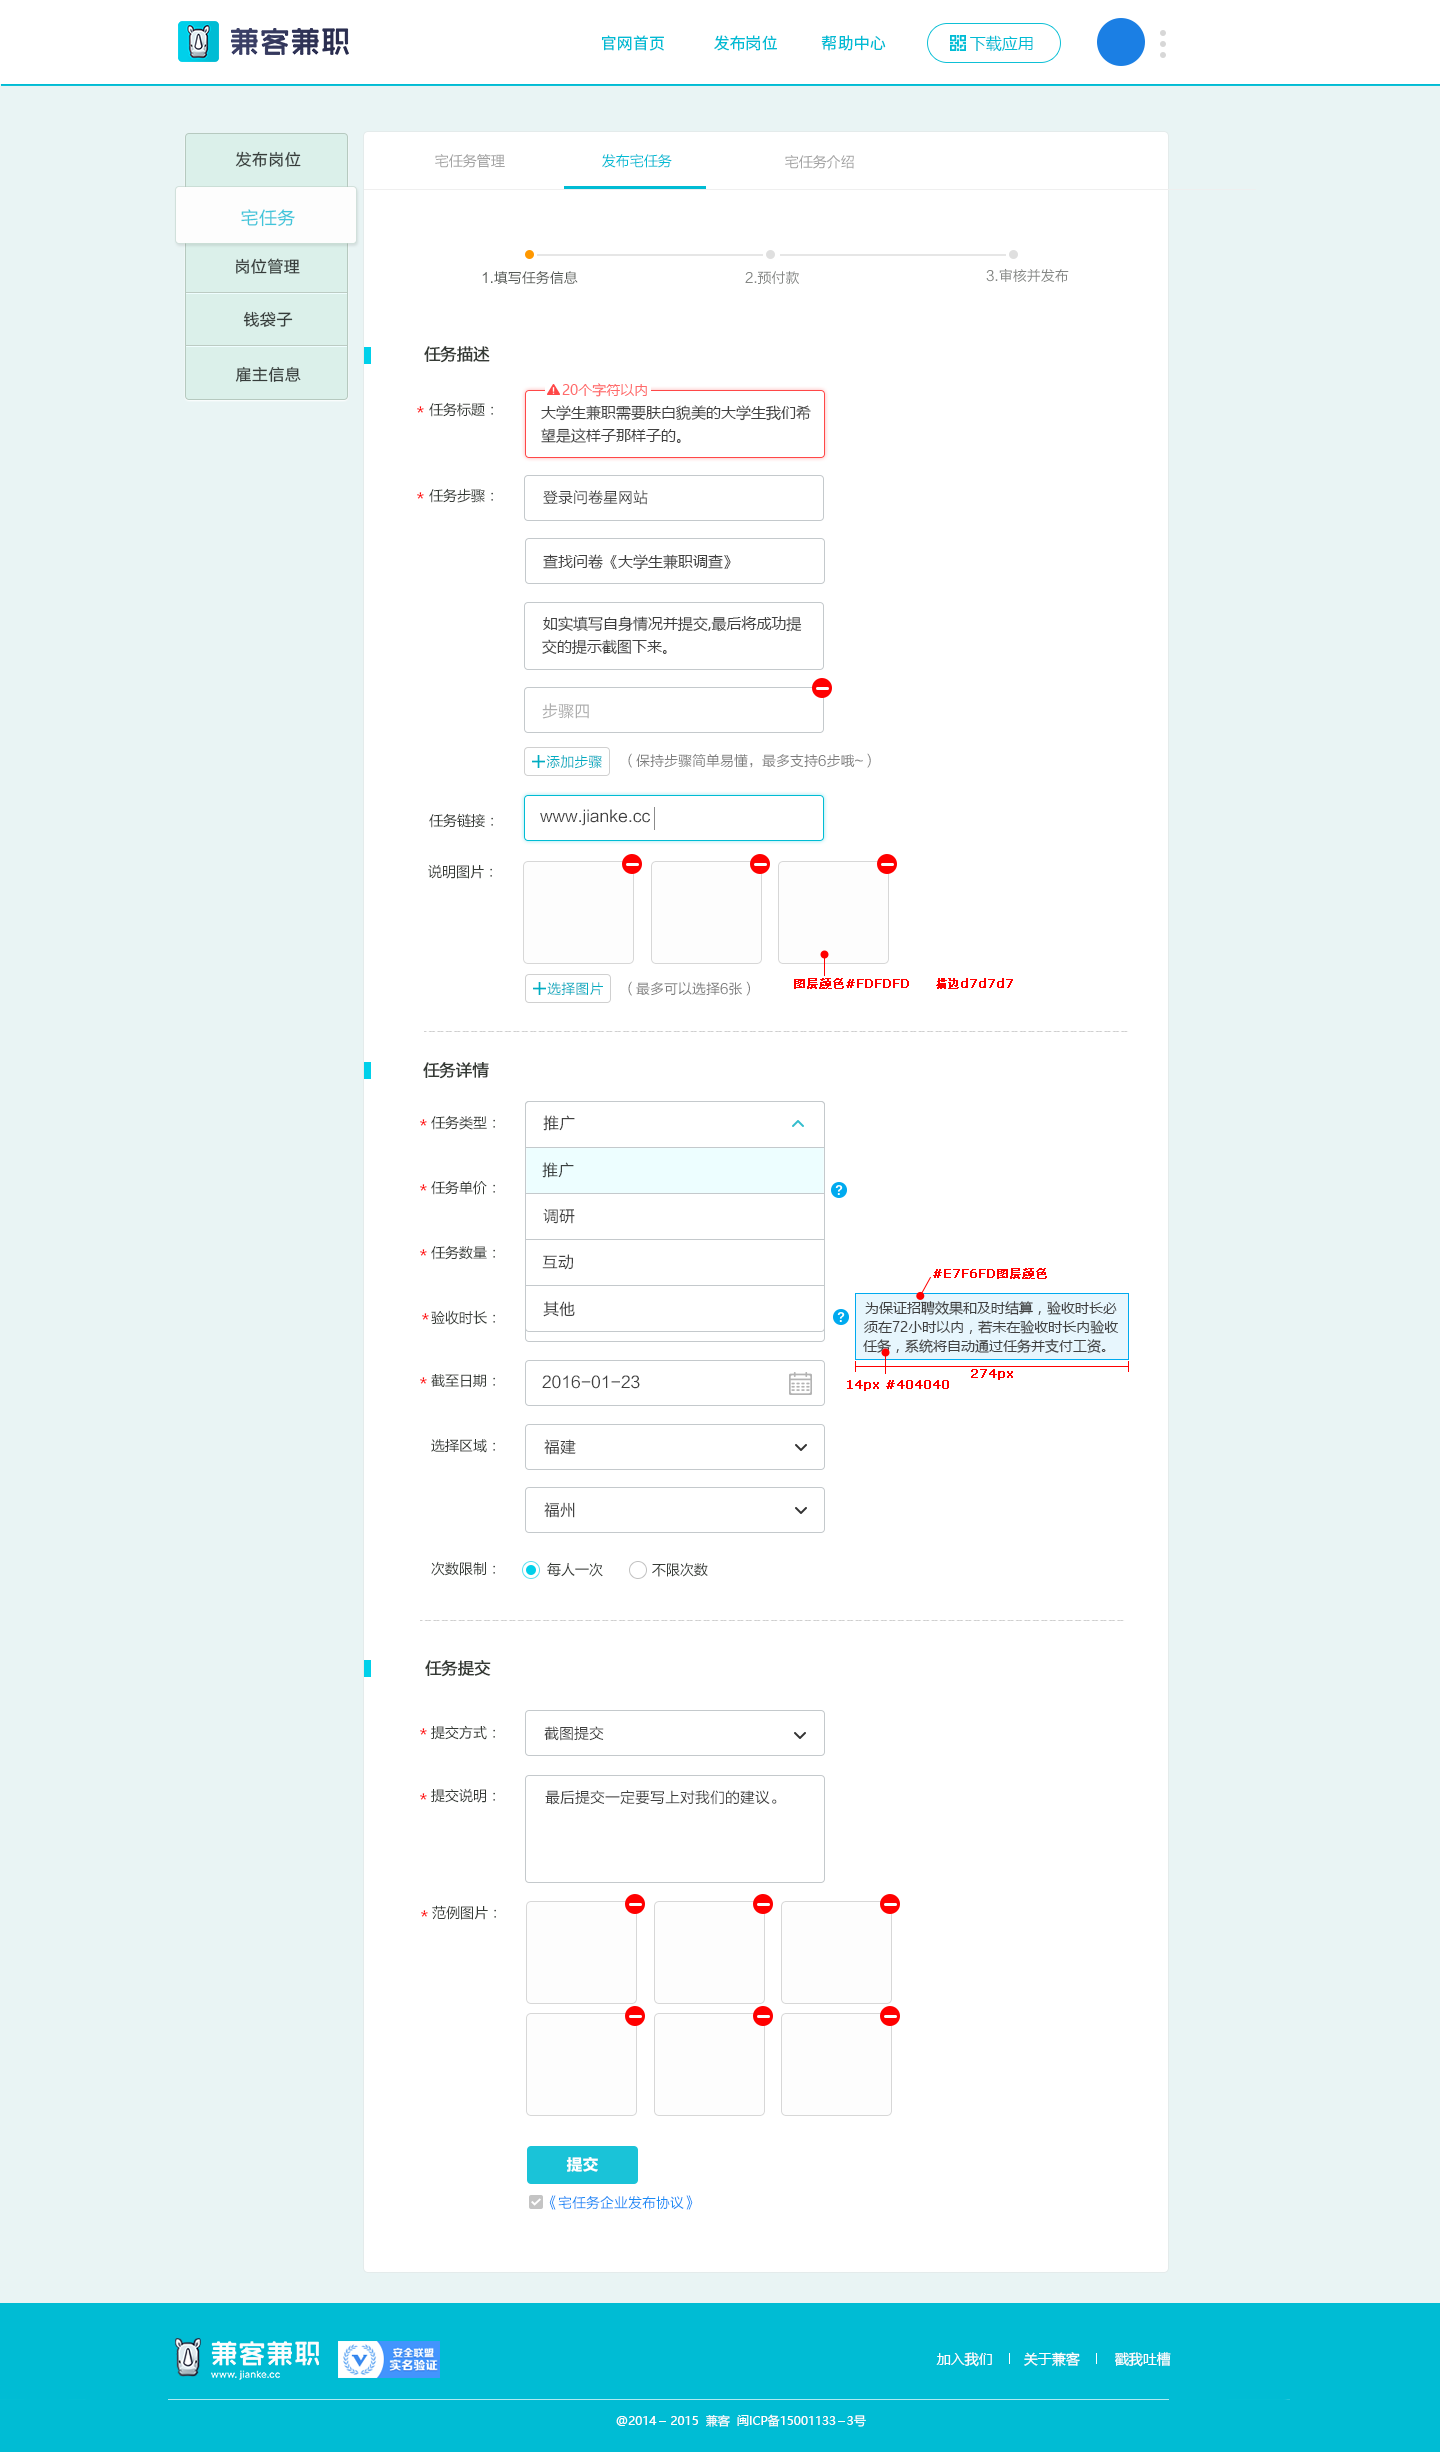 兼客兼职
官网首页
发布岗位
帮助中心
下载应用
发布岗位
宅任务
岗位管理
钱袋子
雇主信息
宅任务管理
发布宅任务
宅任务介绍
1.填写任务信息
2.预付款
3.审核并发布
任务描述
* 任务标题：
20个字符以内
大学生兼职需要肤白貌美的大学生我们希
望是这样子那样子的。
* 任务步骤：
登录问卷星网站
查找问卷《大学生兼职调查》
如实填写自身情况并提交,最后将成功提
交的提示截图下来。
步骤四
添加步骤
（保持步骤简单易懂，最多支持6步哦~）
任务链接：
www.jianke.cc
说明图片：
图层颜色#FDFDFD 描边d7d7d7
选择图片
（最多可以选择6张）
任务详情
* 任务类型：
推广
推广
* 任务单价：
?
调研
* 任务数量：
互动
#E7F6FD图层颜色
* 验收时长：
其他
?
为保证招聘效果和及时结算，验收时长必
须在72小时以内，若未在验收时长内验收
任务，系统将自动通过任务并支付工资。
274px
14px #404040
* 截至日期：
2016-01-23
选择区域：
福建
福州
次数限制：
每人一次
不限次数
任务提交
* 提交方式：
截图提交
* 提交说明：
最后提交一定要写上对我们的建议。
* 范例图片：
提交
《宅任务企业发布协议》
兼客兼职
www.jianke.cc
安全联盟
实名验证
加入我们 | 关于兼客 | 戳我吐槽
@2014－2015 兼客 闽ICP备15001133－3号